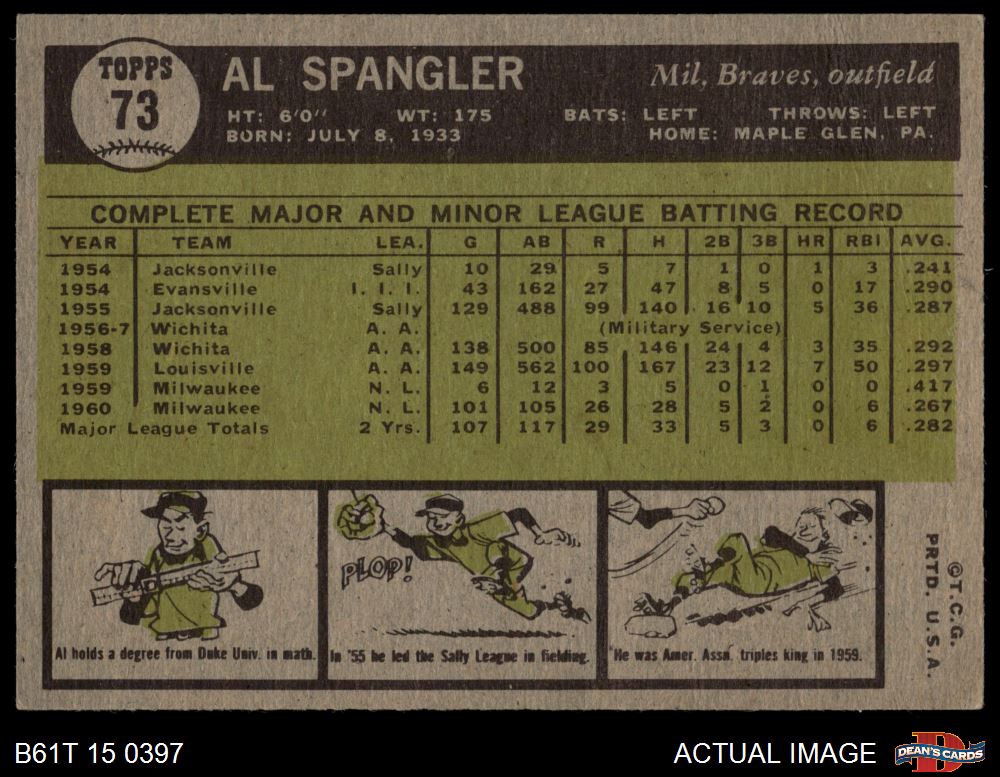 TOPPS
73
AL SPANGLER
Mil, Braves, outfield
HT: 6'0'' WT: 175 BATS: LEFT THROWS: LEFT
BORN: JULY 8, 1933 HOME: MAPLE GLEN, PA.
COMPLETE MAJOR AND MINOR LEAGUE BATTING RECORD
YEAR TEAM LEA. G AB R H 2B 3B HR RBI AVG.
1954 Jacksonville Sally 10 29 5 7 1 0 1 3 .241
1954 Evansville I. I. I. 43 162 27 47 8 5 0 17 .290
1955 Jacksonville Sally 129 488 99 140 16 10 5 36 .287
1956-7 Wichita A. A. (Military Service)
1958 Wichita A. A. 138 500 85 146 24 4 3 35 .292
1959 Louisville A. A. 149 562 100 167 23 12 7 50 .297
1959 Milwaukee N. L. 6 12 3 5 0 1 0 0 .417
1960 Milwaukee N. L. 101 105 26 28 5 2 0 6 .267
Major League Totals 2 Yrs. 107 117 29 33 5 3 0 6 .282
PLOP!
Al holds a degree from Duke Univ. in math.
In '55 he led the Sally League in fielding.
He was Amer. Assn. triples king in 1959.
©T.C.G.
PRTD. U.S.A.
B61T 15 0397
ACTUAL IMAGE
D
DEAN'S CARDS